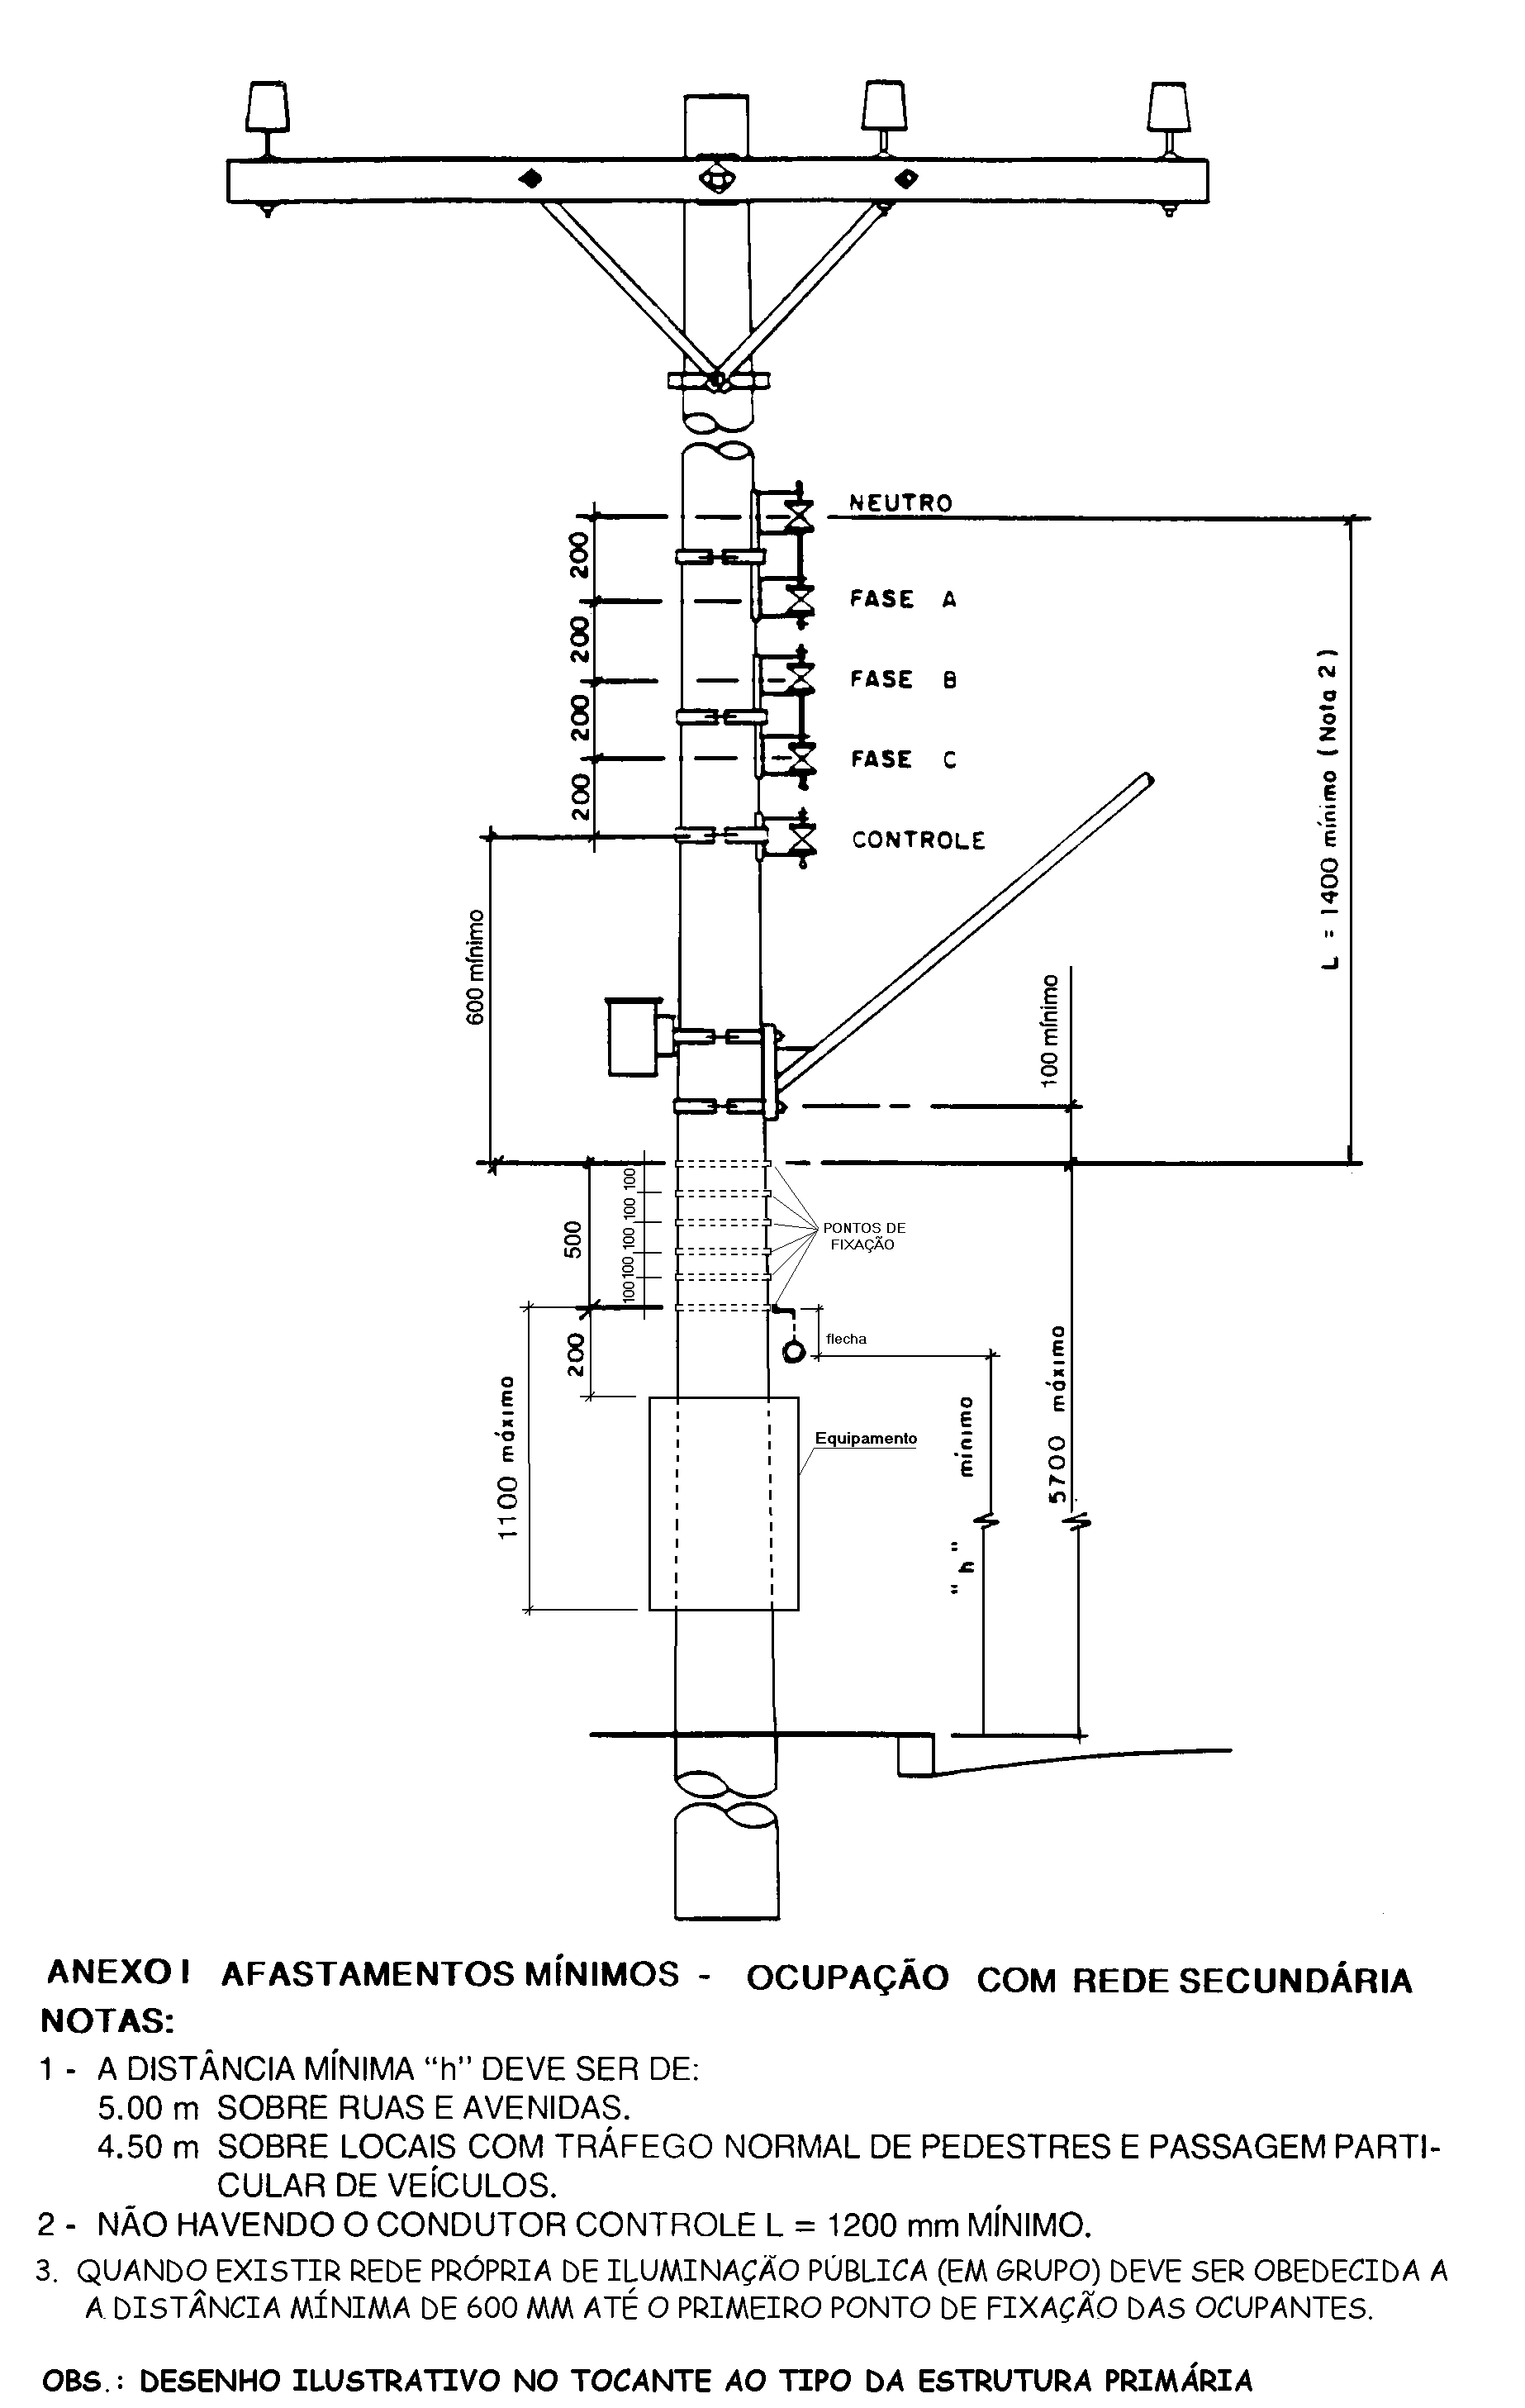 NEUTRO
200
FASE A
200
FASE B
200
FASE C
200
CONTROLE
L = 1400 mínimo (Nota 2)
600 mínimo
100 mínimo
100
100
100
100
100
500
PONTOS DE
FIXAÇÃO
200
flecha
1100 máximo
Equipamento
"h" mínimo
5700 máximo
ANEXO I AFASTAMENTOS MÍNIMOS - OCUPAÇÃO COM REDE SECUNDÁRIA
NOTAS:
1 - A DISTÂNCIA MÍNIMA "h" DEVE SER DE:
5.00 m SOBRE RUAS E AVENIDAS.
4.50 m SOBRE LOCAIS COM TRÁFEGO NORMAL DE PEDESTRES E PASSAGEM PARTI-
CULAR DE VEÍCULOS.
2 - NÃO HAVENDO O CONDUTOR CONTROLE L = 1200 mm MÍNIMO.
3. QUANDO EXISTIR REDE PRÓPRIA DE ILUMINAÇÃO PÚBLICA (EM GRUPO) DEVE SER OBEDECIDA A
A DISTÂNCIA MÍNIMA DE 600 MM ATÉ O PRIMEIRO PONTO DE FIXAÇÃO DAS OCUPANTES.
OBS.: DESENHO ILUSTRATIVO NO TOCANTE AO TIPO DA ESTRUTURA PRIMÁRIA